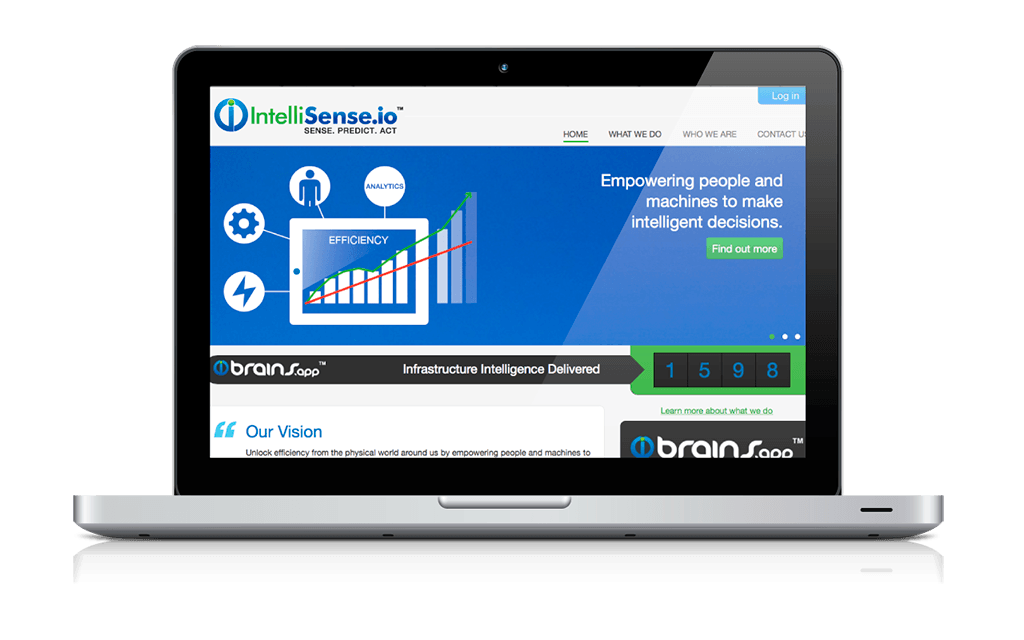 Log in
IntelliSense.io™
SENSE. PREDICT. ACT
HOME WHAT WE DO WHO WE ARE CONTACT US
ANALYTICS
EFFICIENCY
Empowering people and
machines to make
intelligent decisions.
Find out more
brains.app™
Infrastructure Intelligence Delivered
1 5 9 8
Learn more about what we do
“ Our Vision
Unlock efficiency from the physical world around us by empowering people and machines to
brains.app™